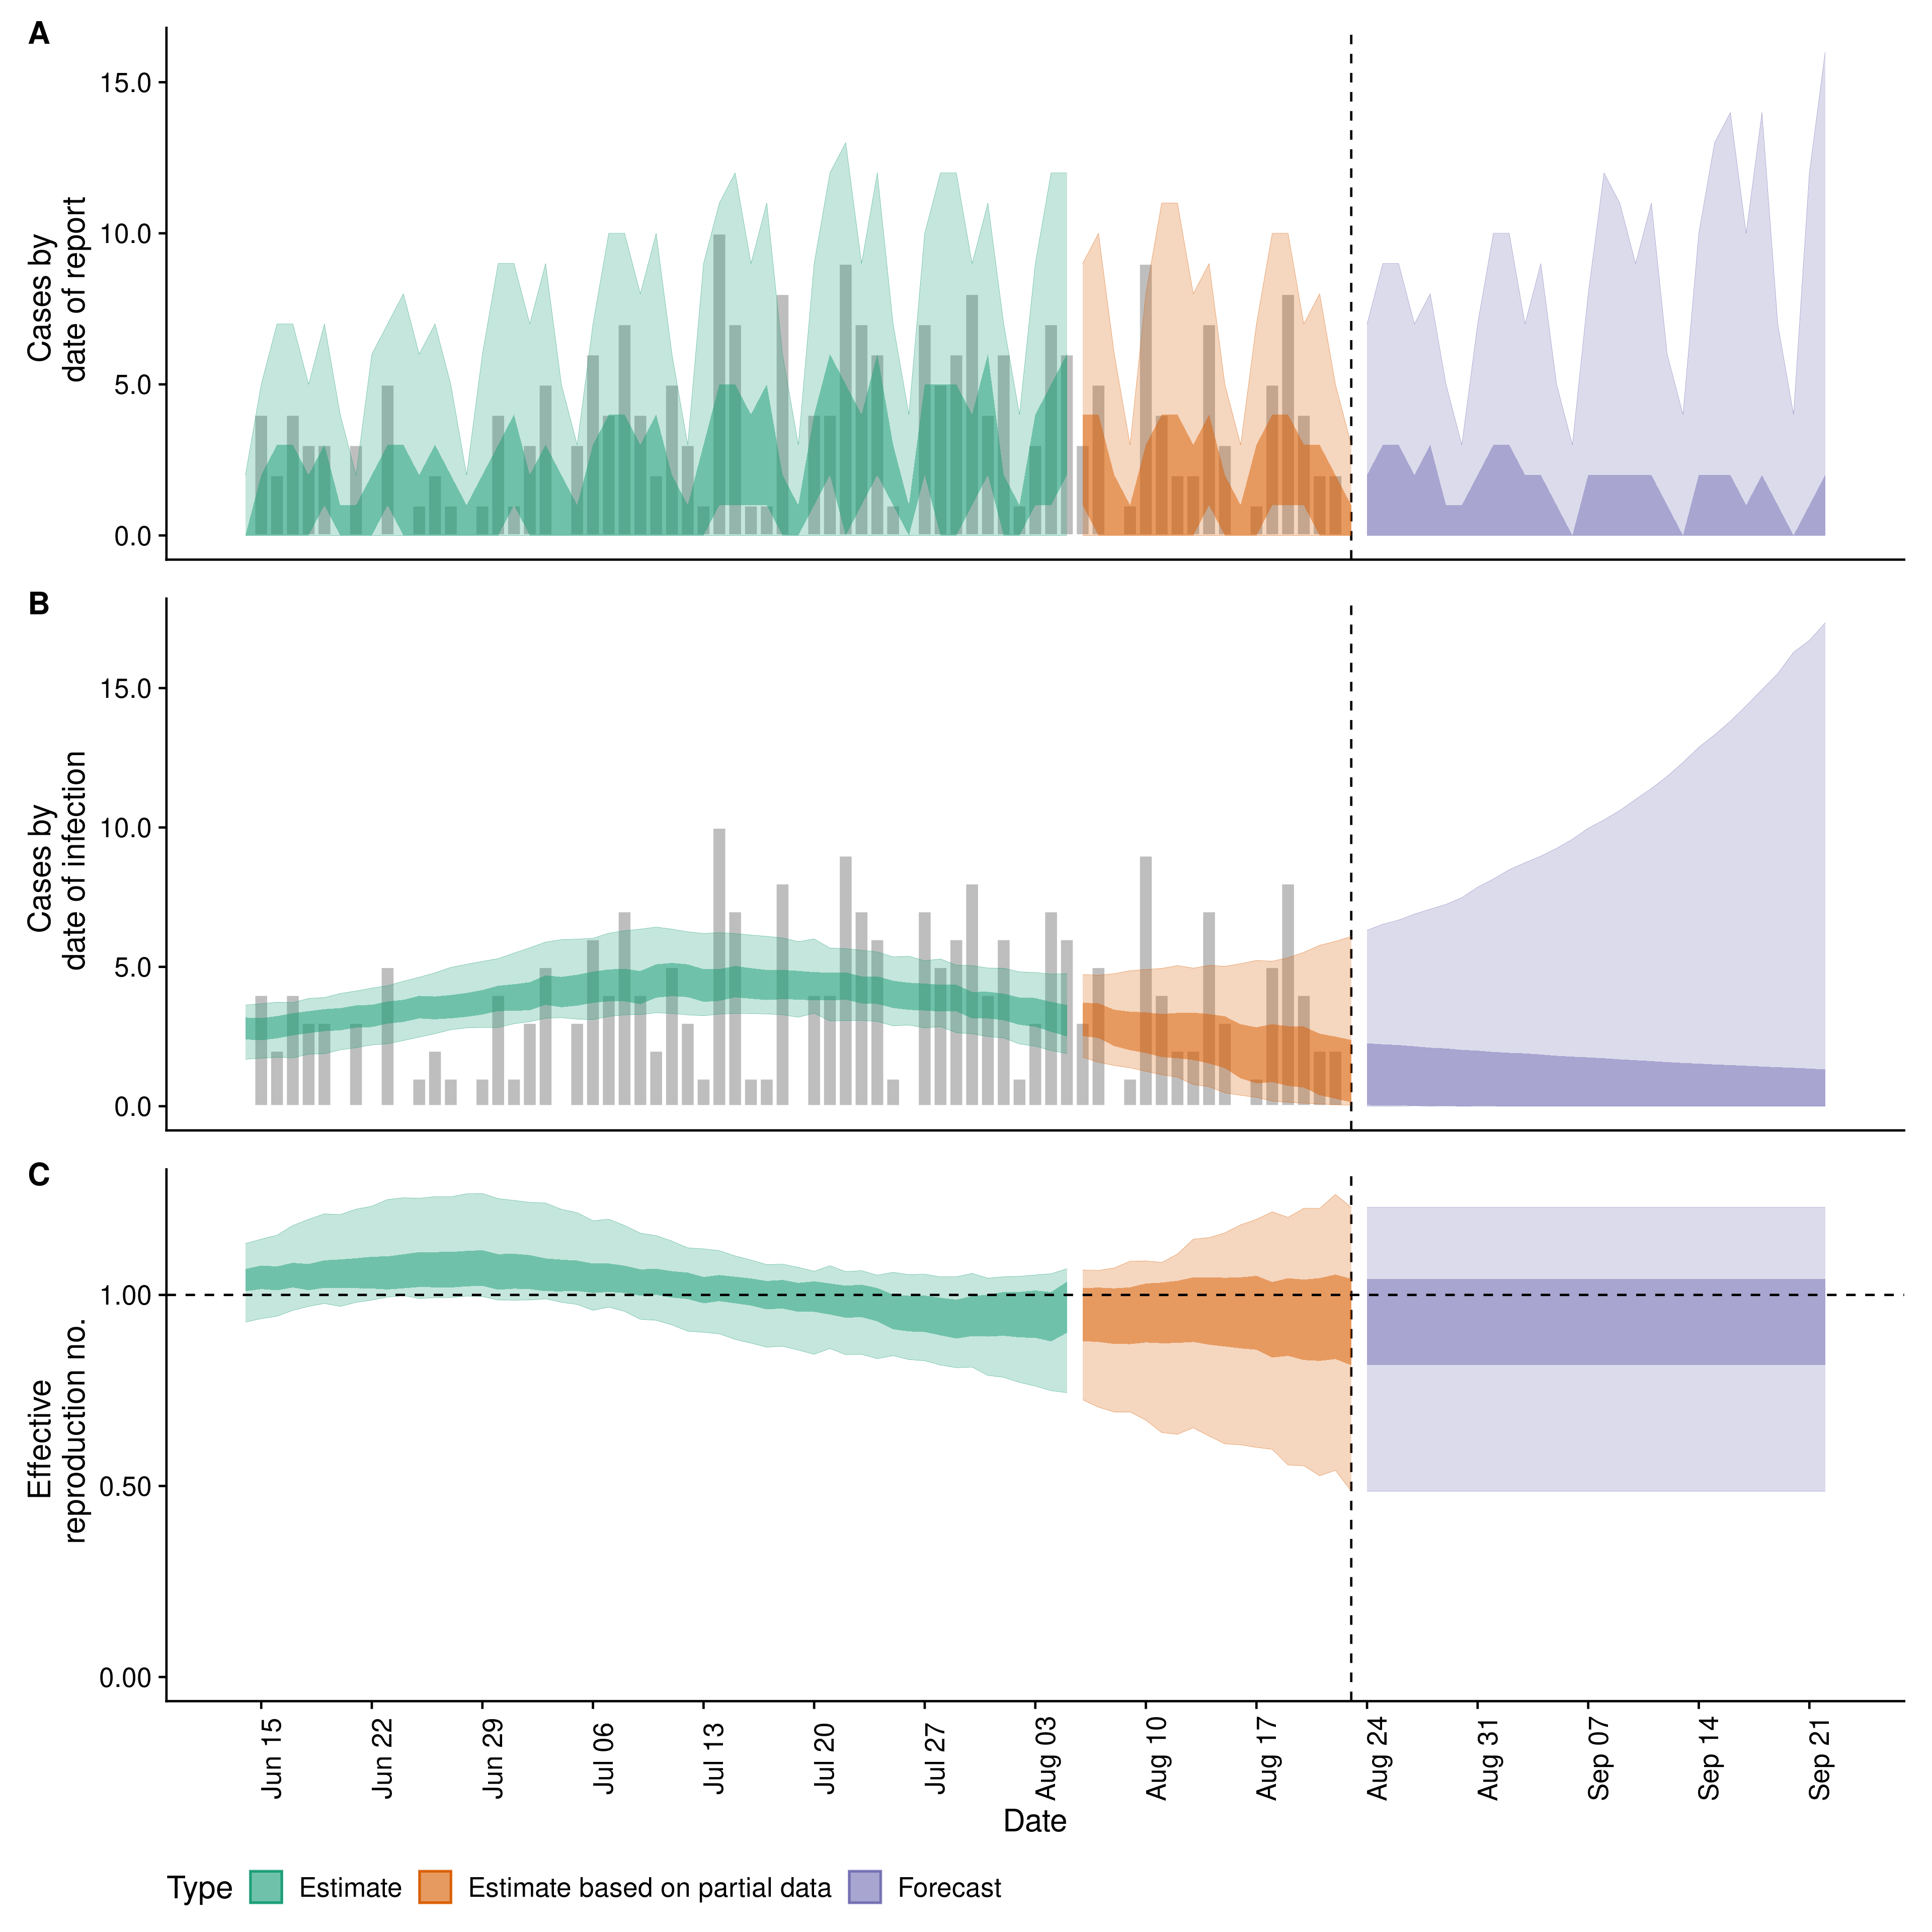 A
Cases by
date of report
15.0
10.0
5.0
0.0
B
Cases by
date of infection
15.0
10.0
5.0
0.0
C
Effective
reproduction no.
1.00
0.50
0.00
Jun 15
Jun 22
Jun 29
Jul 06
Jul 13
Jul 20
Jul 27
Aug 03
Aug 10
Aug 17
Aug 24
Aug 31
Sep 07
Sep 14
Sep 21
Date
Type
Estimate
Estimate based on partial data
Forecast